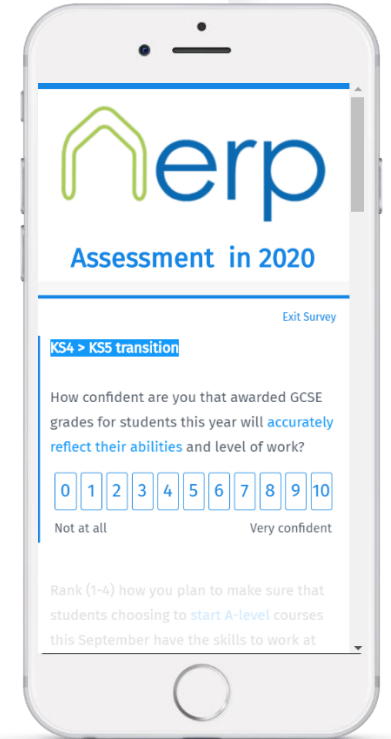 erp
Assessment in 2020
Exit Survey
KS4 > KS5 transition
How confident are you that awarded GCSE
grades for students this year will accurately
reflect their abilities and level of work?
0 1 2 3 4 5 6 7 8 9 10
Not at all Very confident
Rank (1-4) how you plan to make sure that
students choosing to start A-level courses
this September have the skills to work at